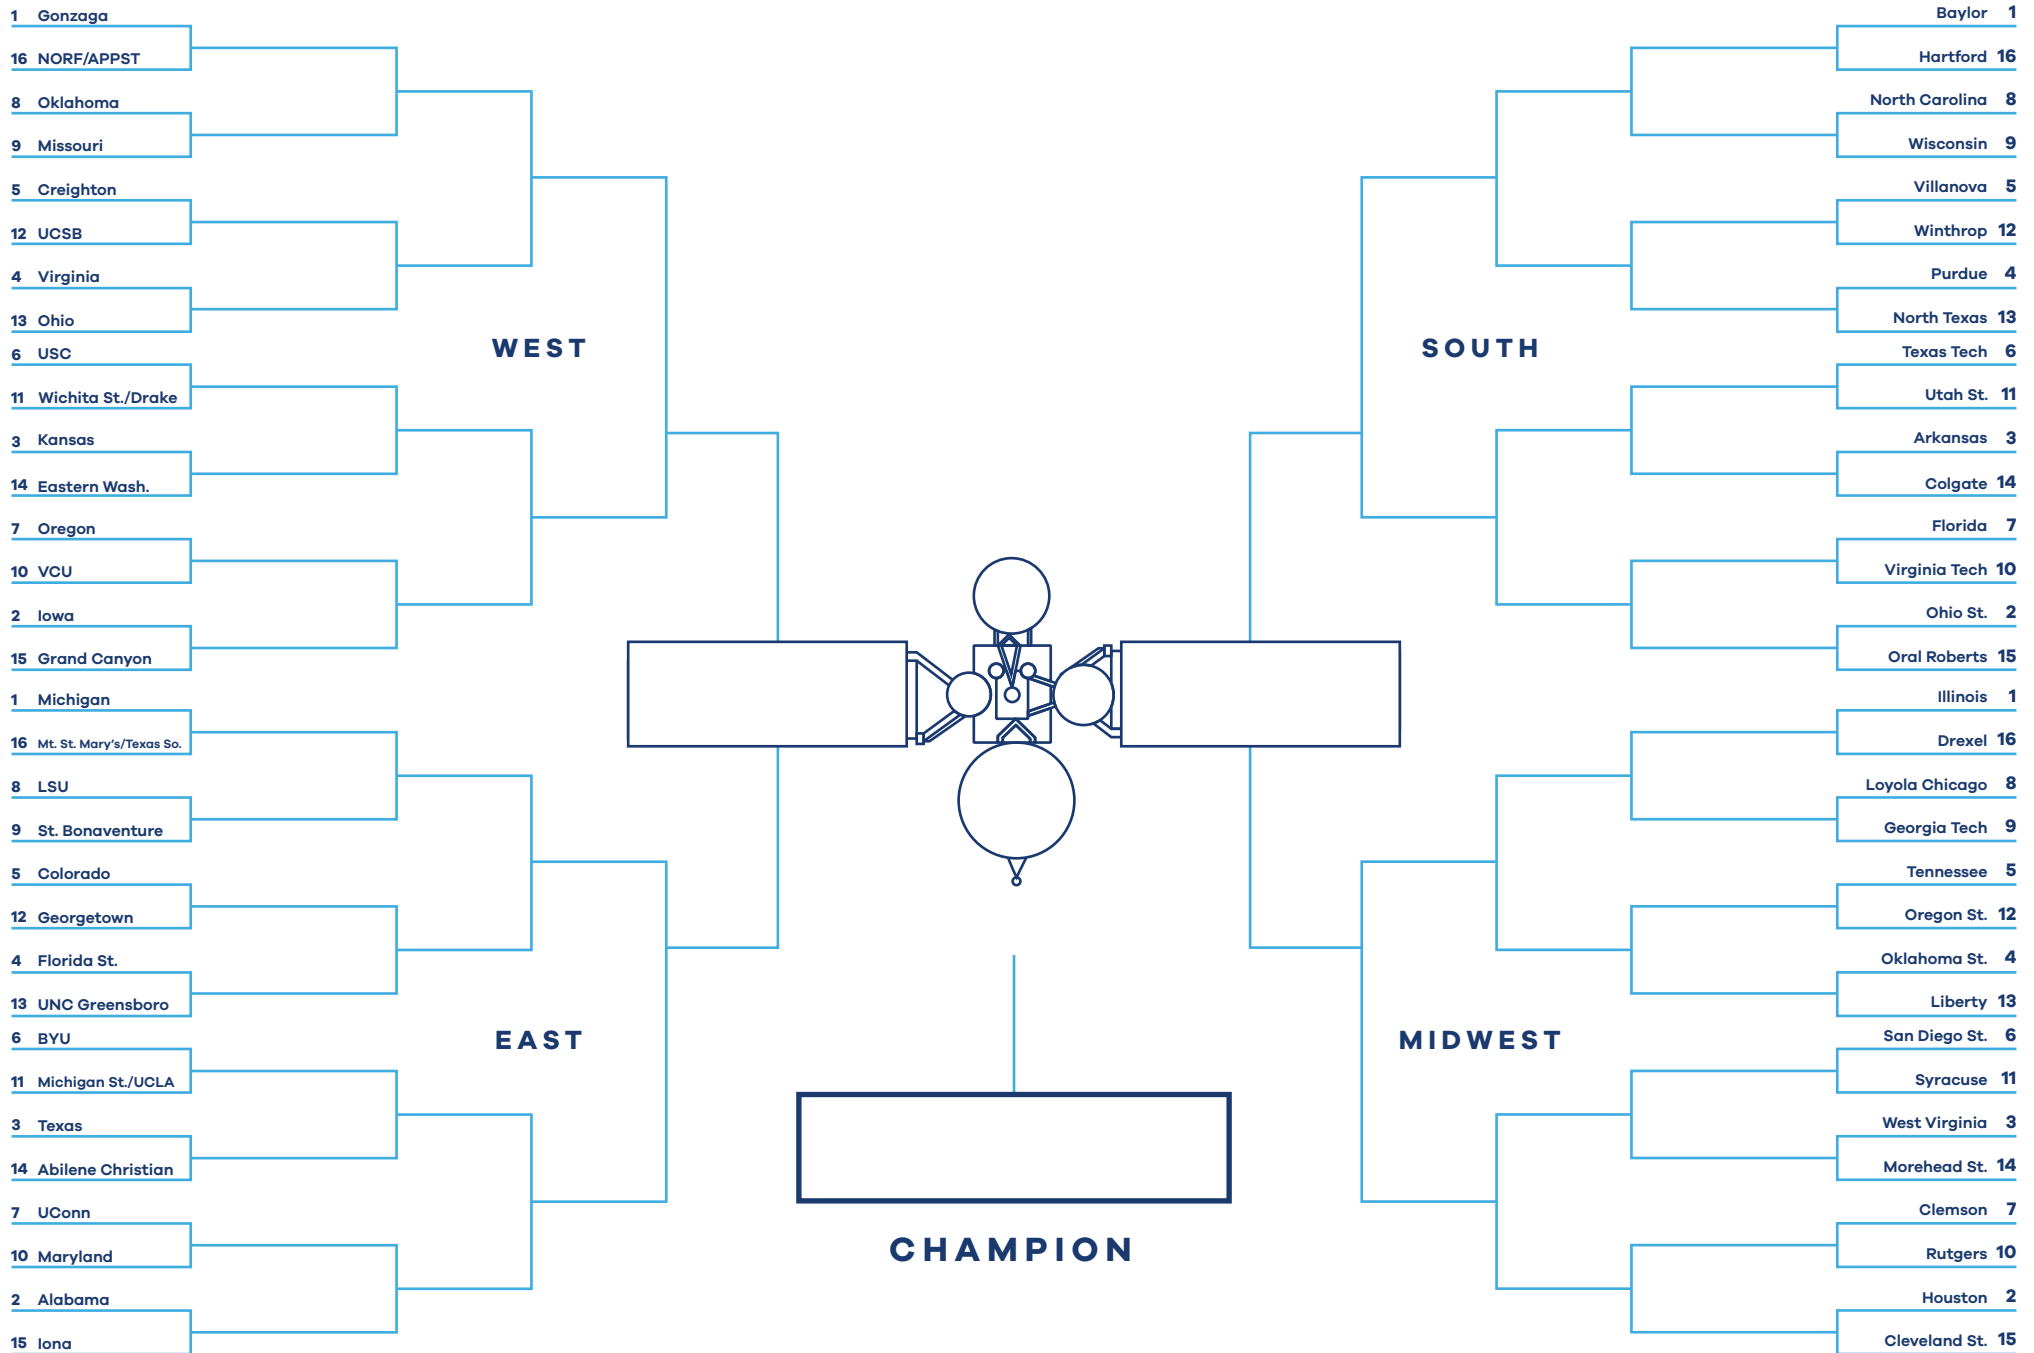 1 Gonzaga
16 NORF/APPST
8 Oklahoma
9 Missouri
5 Creighton
12 UCSB
4 Virginia
13 Ohio
6 USC
11 Wichita St./Drake
3 Kansas
14 Eastern Wash.
7 Oregon
10 VCU
2 Iowa
15 Grand Canyon
WEST
1 Michigan
16 Mt. St. Mary's/Texas So.
8 LSU
9 St. Bonaventure
5 Colorado
12 Georgetown
4 Florida St.
13 UNC Greensboro
6 BYU
11 Michigan St./UCLA
3 Texas
14 Abilene Christian
7 UConn
10 Maryland
2 Alabama
15 Iona
EAST
Baylor 1
Hartford 16
North Carolina 8
Wisconsin 9
Villanova 5
Winthrop 12
Purdue 4
North Texas 13
Texas Tech 6
Utah St. 11
Arkansas 3
Colgate 14
Florida 7
Virginia Tech 10
Ohio St. 2
Oral Roberts 15
SOUTH
Illinois 1
Drexel 16
Loyola Chicago 8
Georgia Tech 9
Tennessee 5
Oregon St. 12
Oklahoma St. 4
Liberty 13
San Diego St. 6
Syracuse 11
West Virginia 3
Morehead St. 14
Clemson 7
Rutgers 10
Houston 2
Cleveland St. 15
MIDWEST
CHAMPION